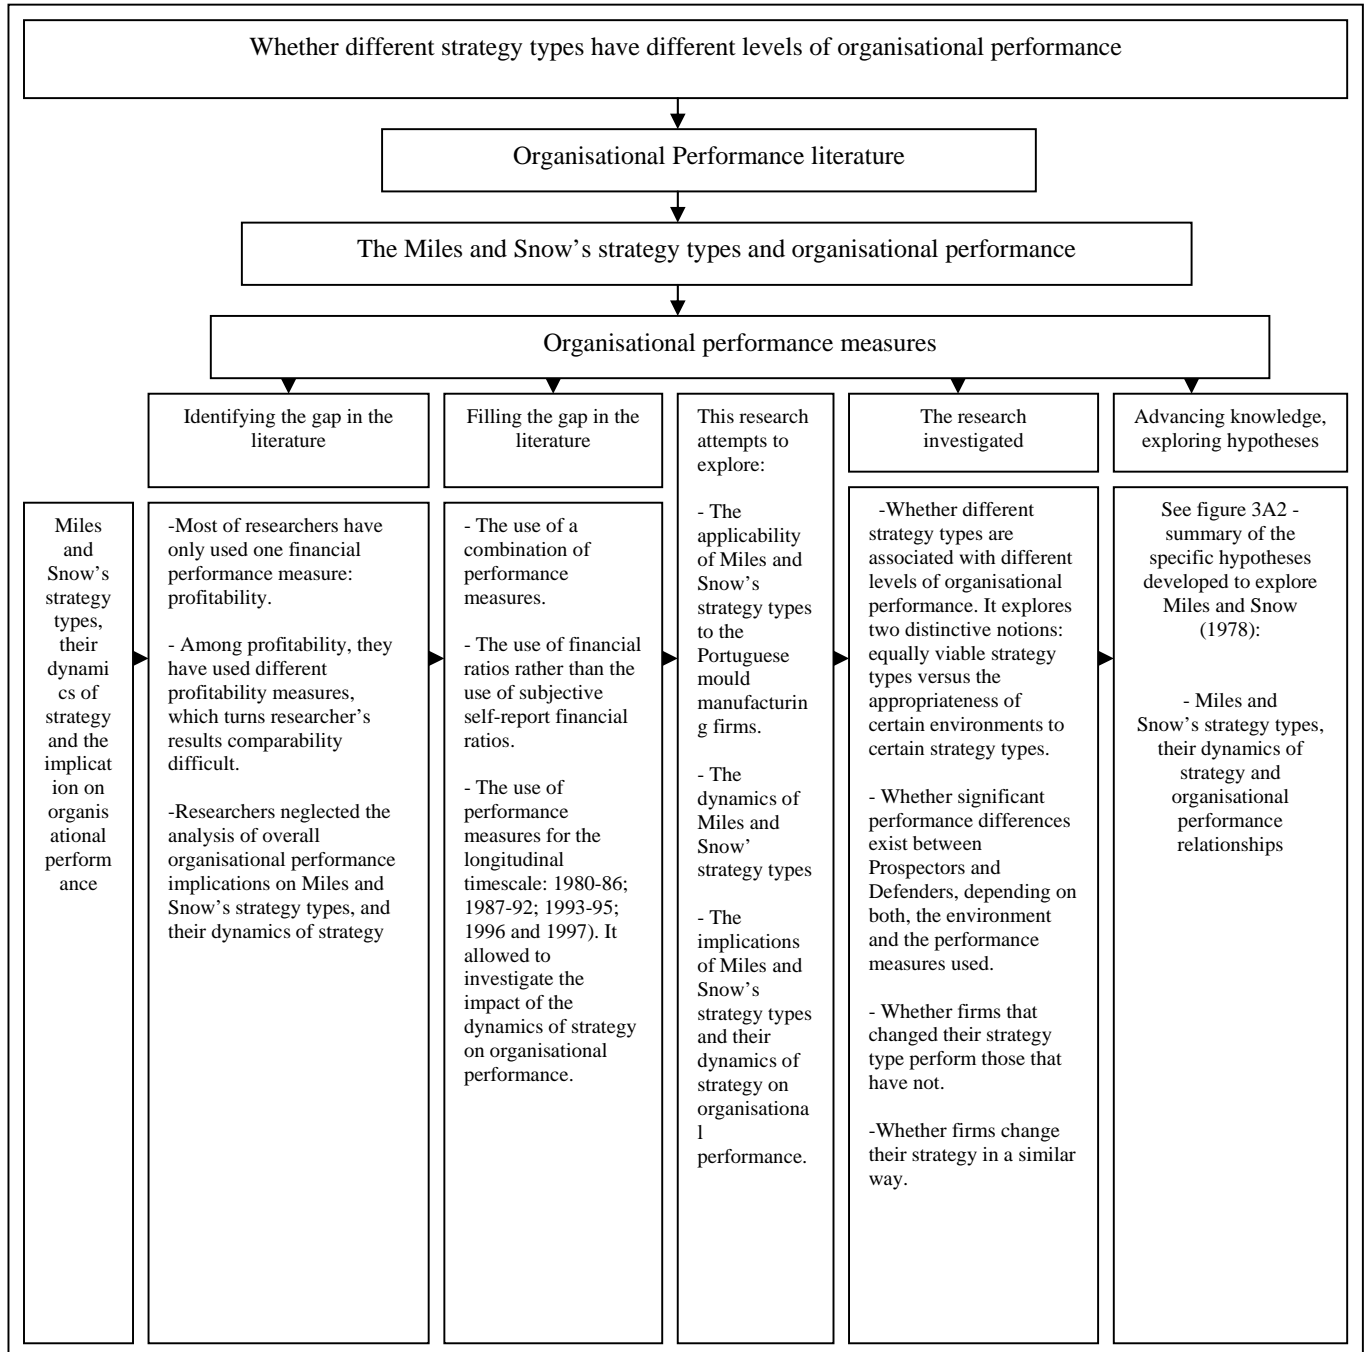 Whether different strategy types have different levels of organisational performance
Organisational Performance literature
The Miles and Snow’s strategy types and organisational performance
Organisational performance measures
Miles
and
Snow’s
strategy
types,
their
dynami
cs of
strategy
and the
implicat
ion on
organis
ational
perform
ance
Identifying the gap in the
literature
-Most of researchers have
only used one financial
performance measure:
profitability.
- Among profitability, they
have used different
profitability measures,
which turns researcher’s
results comparability
difficult.
-Researchers neglected the
analysis of overall
organisational performance
implications on Miles and
Snow’s strategy types, and
their dynamics of strategy
Filling the gap in the
literature
- The use of a
combination of
performance
measures.
- The use of financial
ratios rather than the
use of subjective
self-report financial
ratios.
- The use of
performance
measures for the
longitudinal
timescale: 1980-86;
1987-92; 1993-95;
1996 and 1997). It
allowed to
investigate the
impact of the
dynamics of strategy
on organisational
performance.
This research
attempts to
explore:
- The
applicability
of Miles and
Snow’s
strategy types
to the
Portuguese
mould
manufacturin
g firms.
- The
dynamics of
Miles and
Snow’
strategy types
- The
implications
of Miles and
Snow’s
strategy types
and their
dynamics of
strategy on
organisationa
l
performance.
The research
investigated
-Whether different
strategy types are
associated with different
levels of organisational
performance. It explores
two distinctive notions:
equally viable strategy
types versus the
appropriateness of
certain environments to
certain strategy types.
- Whether significant
performance differences
exist between
Prospectors and
Defenders, depending on
both, the environment
and the performance
measures used.
- Whether firms that
changed their strategy
type perform those that
have not.
-Whether firms change
their strategy in a similar
way.
Advancing knowledge,
exploring hypotheses
See figure 3A2 -
summary of the
specific hypotheses
developed to explore
Miles and Snow
(1978):
- Miles and
Snow’s strategy types,
their dynamics of
strategy and
organisational
performance
relationships